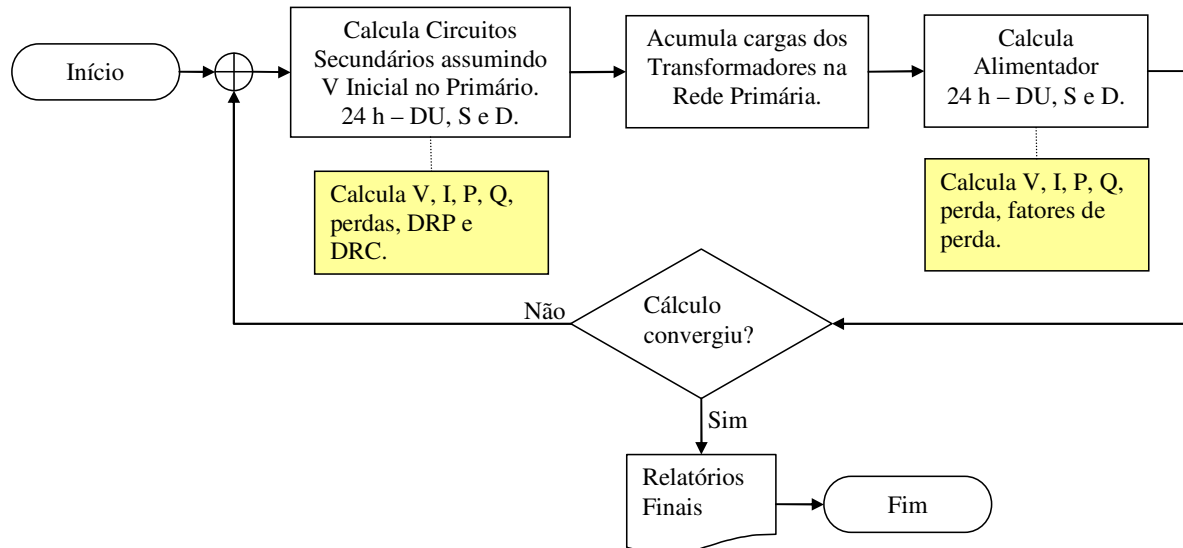 Início
Calcula Circuitos
Secundários assumindo
V Inicial no Primário.
24 h – DU, S e D.
Acumula cargas dos
Transformadores na
Rede Primária.
Calcula
Alimentador
24 h – DU, S e D.
Calcula V, I, P, Q,
perdas, DRP e
DRC.
Calcula V, I, P, Q,
perda, fatores de
perda.
Não
Cálculo
convergiu?
Sim
Relatórios
Finais
Fim